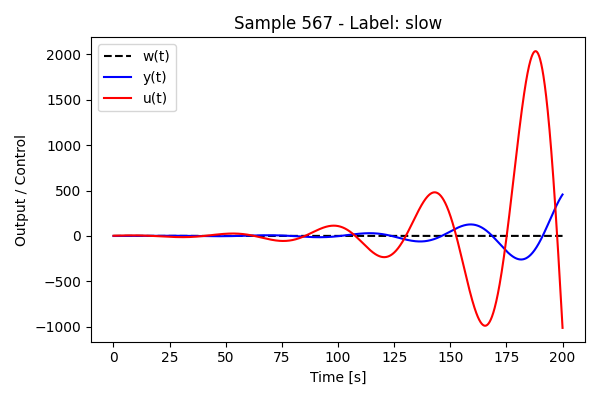 Sample 567 - Label: slow
w(t)
y(t)
u(t)
Output / Control
2000
1500
1000
500
0
−500
−1000
0 25 50 75 100 125 150 175 200
Time [s]